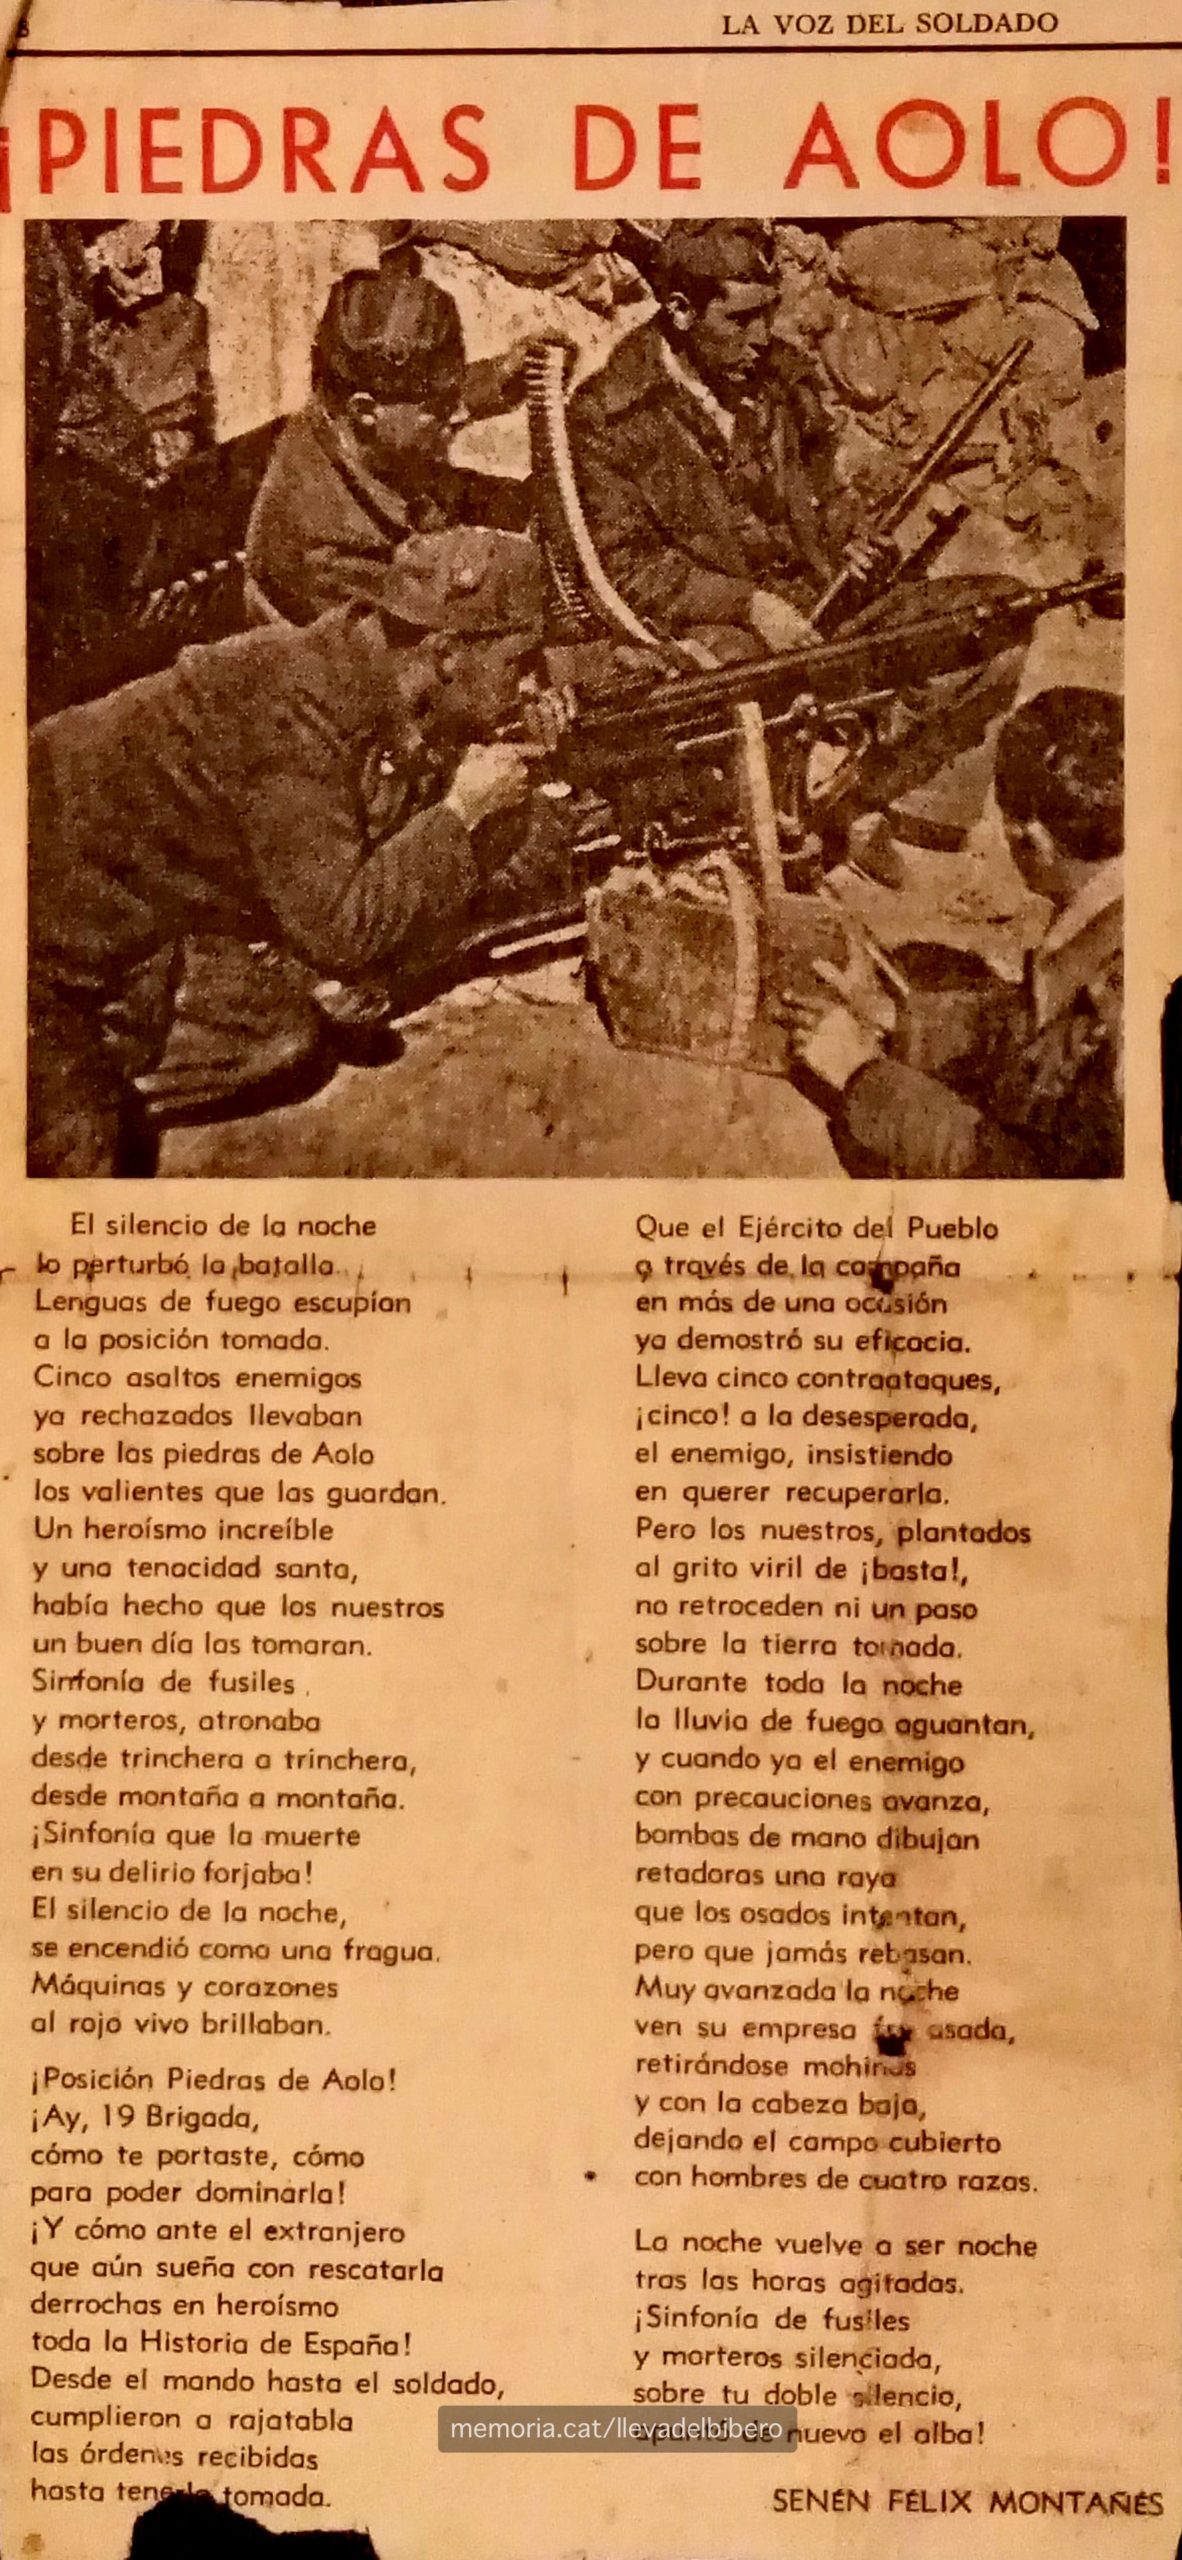 8
LA VOZ DEL SOLDADO
¡PIEDRAS DE AOLO!
El silencio de la noche
lo perturbó la batalla.
Lenguas de fuego escupían
a la posición tomada.
Cinco asaltos enemigos
ya rechazados llevaban
sobre las piedras de Aolo
los valientes que las guardan.
Un heroísmo increíble
y una tenacidad santa,
había hecho que los nuestros
un buen día las tomaran.
Sinfonía de fusiles
y morteros, atronaba
desde trinchera a trinchera,
desde montaña a montaña.
¡Sinfonía que la muerte
en su delirio forjaba!
El silencio de la noche,
se encendió como una fragua.
Máquinas y corazones
al rojo vivo brillaban.
¡Posición Piedras de Aolo!
¡Ay, 19 Brigada,
cómo te portaste, cómo
para poder dominarla!
¡Y cómo ante el extranjero
que aún sueña con rescatarla
derrochas en heroísmo
toda la Historia de España!
Desde el mando hasta el soldado,
cumplieron a rajatabla
las órdenes recibidas
hasta tenerla tomada.
Que el Ejército del Pueblo
a través de la campaña
en más de una ocasión
ya demostró su eficacia.
Lleva cinco contraataques,
¡cinco! a la desesperada,
el enemigo, insistiendo
en querer recuperarla.
Pero los nuestros, plantados
al grito viril de ¡basta!,
no retroceden ni un paso
sobre la tierra tomada.
Durante toda la noche
la lluvia de fuego aguantan,
y cuando ya el enemigo
con precauciones avanza,
bombas de mano dibujan
retadoras una raya
que los osados intentan,
pero que jamás rebasan.
Muy avanzada la noche
ven su empresa fracasada,
retirándose mohinos
y con la cabeza baja,
dejando el campo cubierto
con hombres de cuatro razas.
La noche vuelve a ser noche
tras las horas agitadas.
¡Sinfonía de fusiles
y morteros silenciada,
sobre tu doble silencio,
de nuevo el alba!
SENÉN FÉLIX MONTAÑÉS
memoria.cat/llevadelbibero